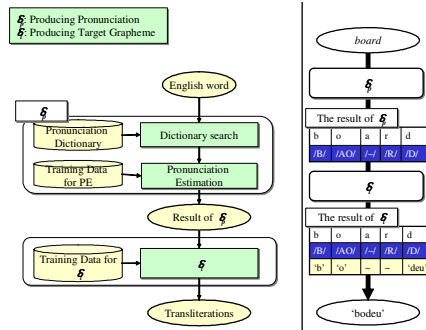 : Producing Pronunciation
: Producing Target Grapheme
English word
Pronunciation
Dictionary
Dictionary search
Training Data
for PE
Pronunciation
Estimation
Result of
Training Data for
Transliterations
board
The result of
b o a r d
/B/ /AO/ /~/ /R/ /D/
The result of
b o a r d
/B/ /AO/ /~/ /R/ /D/
‘b’ ‘o’ ~ ~ ‘deu’
‘bodeu’